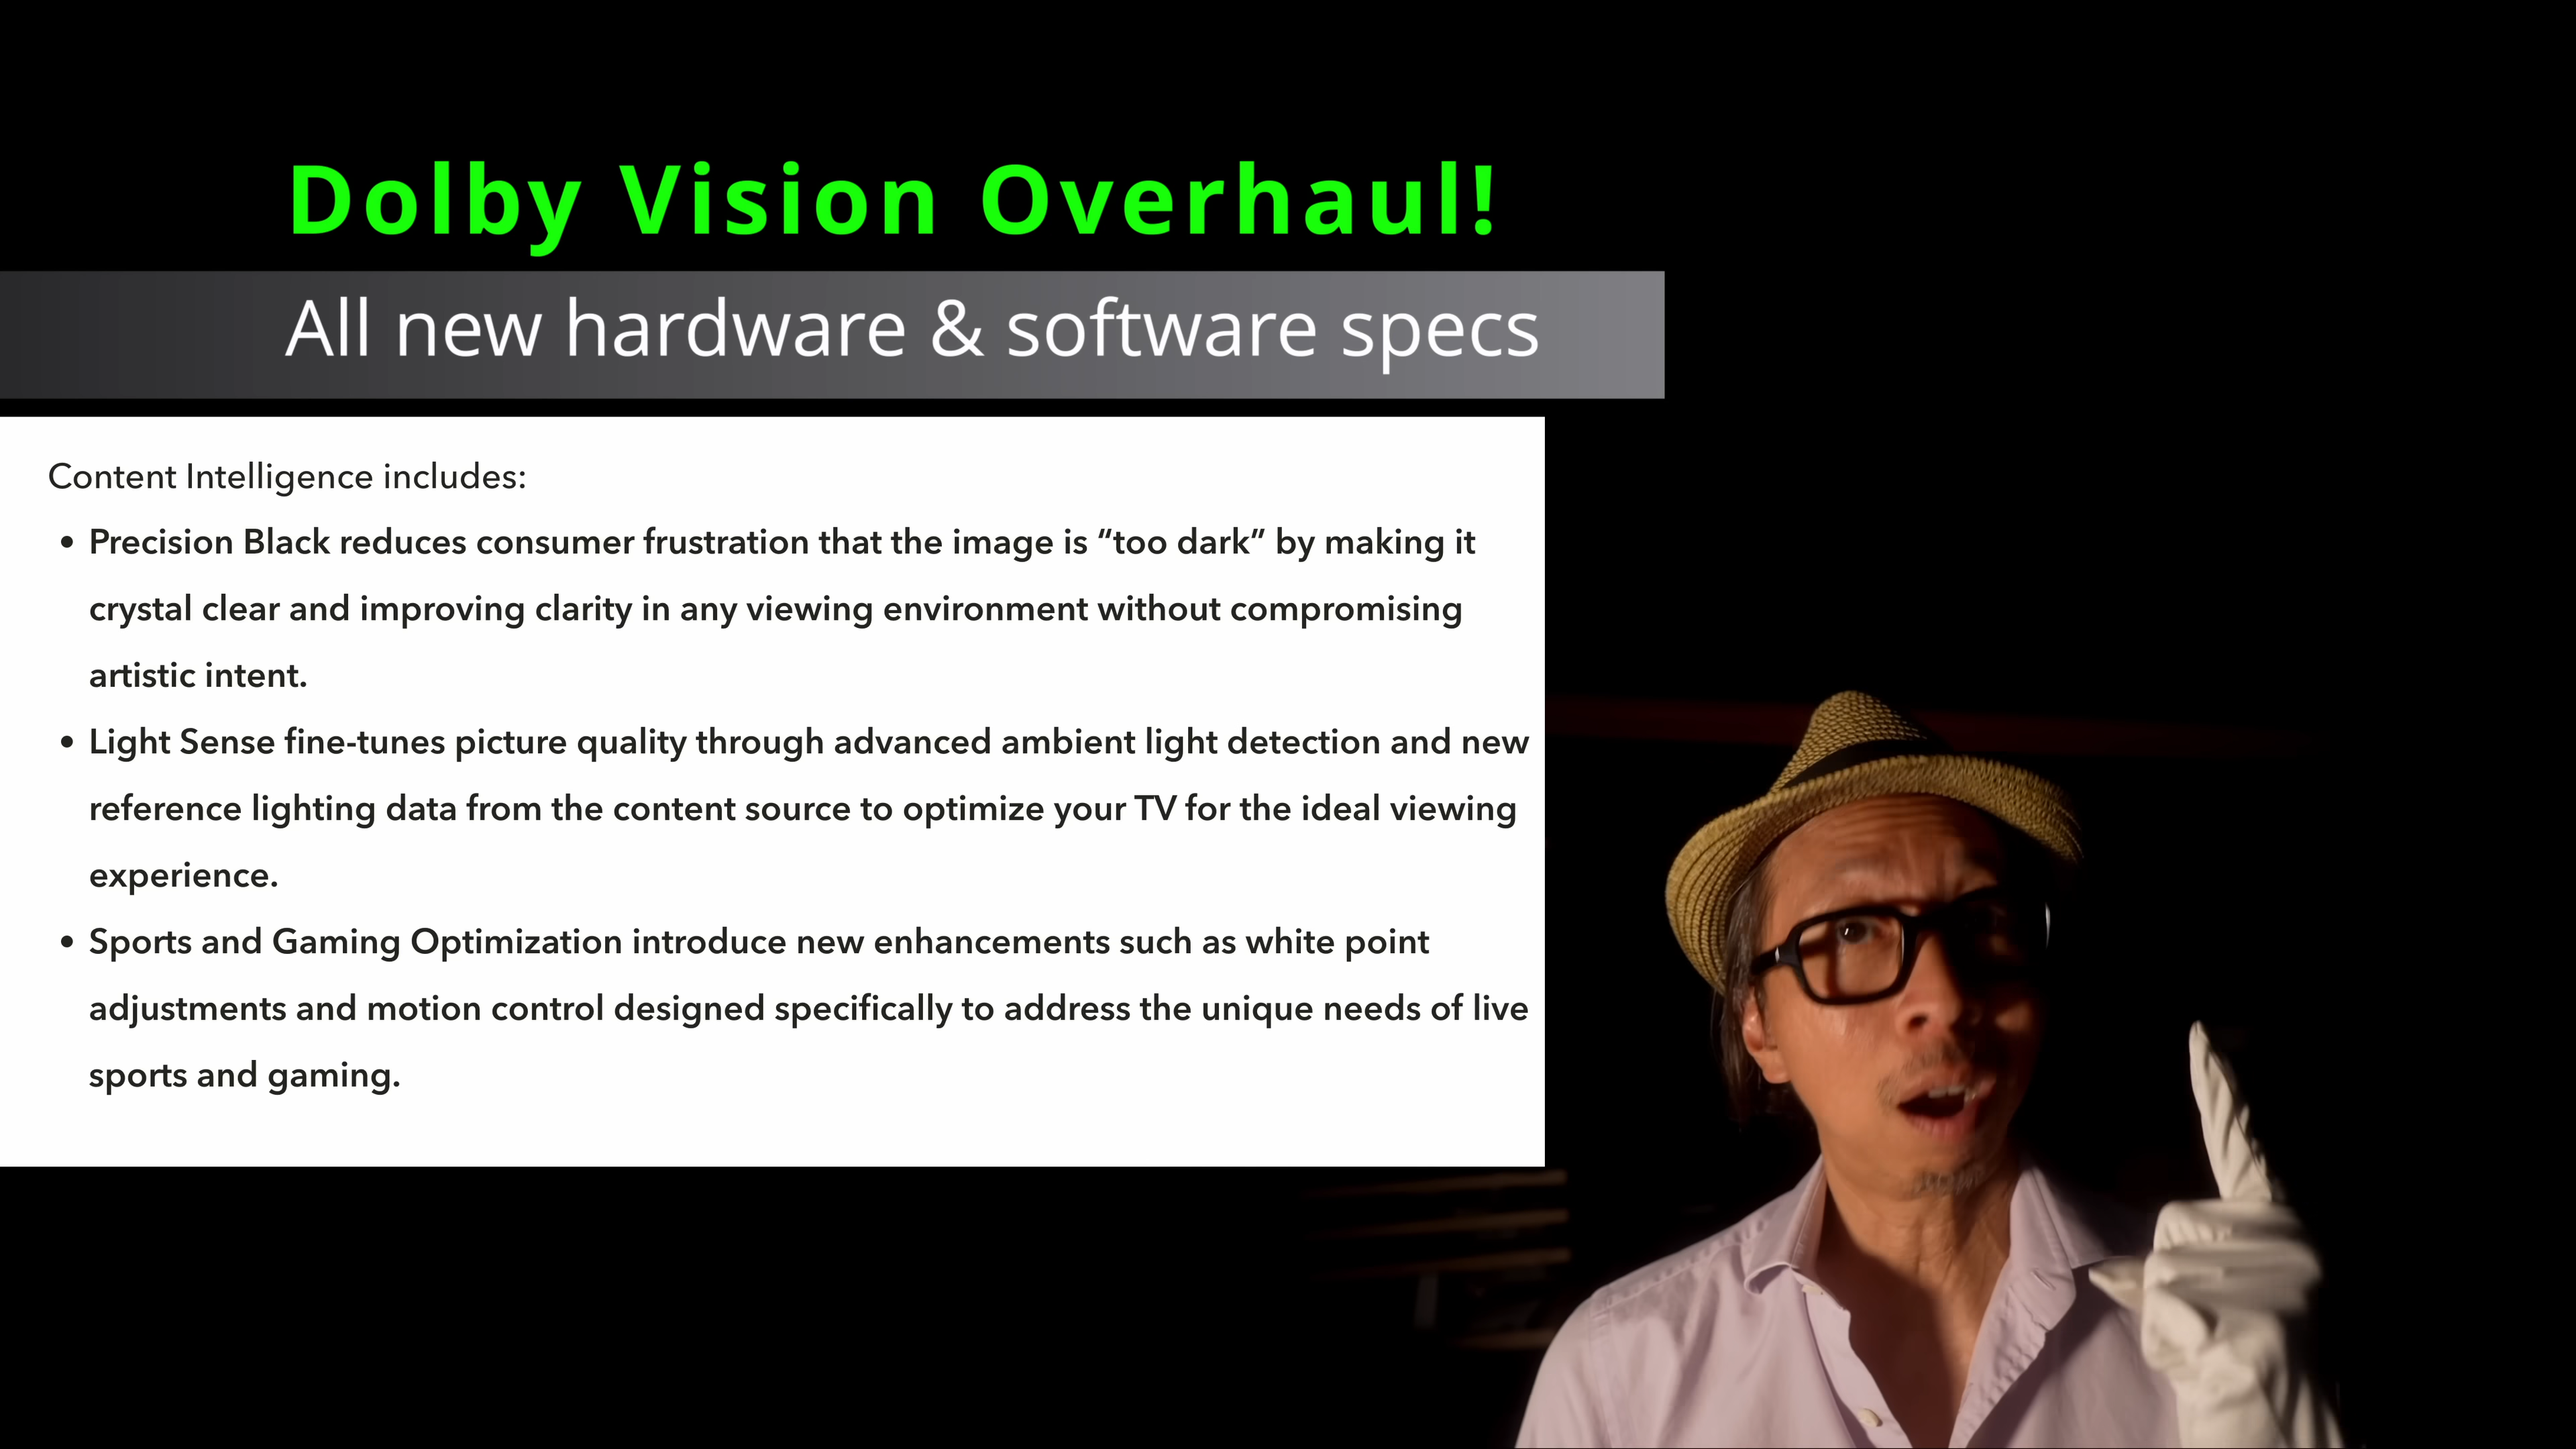 Dolby Vision Overhaul!
All new hardware & software specs
Content Intelligence includes:
• Precision Black reduces consumer frustration that the image is “too dark” by making it
crystal clear and improving clarity in any viewing environment without compromising
artistic intent.
• Light Sense fine-tunes picture quality through advanced ambient light detection and new
reference lighting data from the content source to optimize your TV for the ideal viewing
experience.
• Sports and Gaming Optimization introduce new enhancements such as white point
adjustments and motion control designed specifically to address the unique needs of live
sports and gaming.